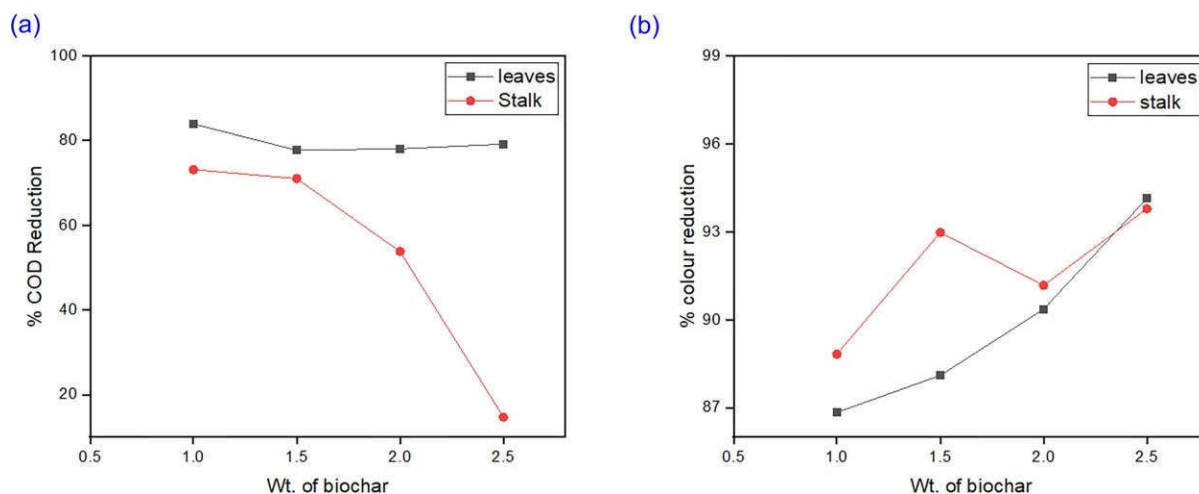 (a)
100
80
60
40
20
% COD Reduction
leaves
Stalk
0.5 1.0 1.5 2.0 2.5
Wt. of biochar
(b)
99
96
93
90
87
% colour reduction
leaves
stalk
0.5 1.0 1.5 2.0 2.5
Wt. of biochar